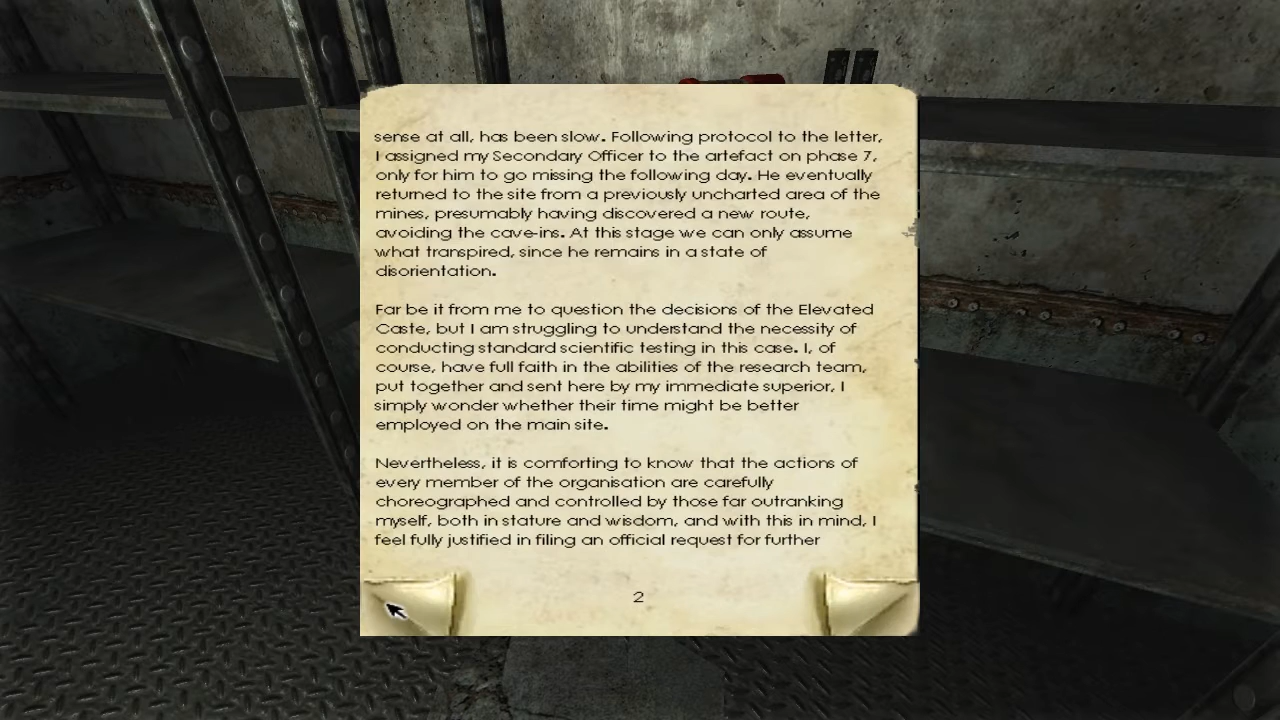 sense at all, has been slow. Following protocol to the letter,
I assigned my Secondary Officer to the artefact on phase 7,
only for him to go missing the following day. He eventually
returned to the site from a previously uncharted area of the
mines, presumably having discovered a new route,
avoiding the cave-ins. At this stage we can only assume
what transpired, since he remains in a state of
disorientation.
Far be it from me to question the decisions of the Elevated
Caste, but I am struggling to understand the necessity of
conducting standard scientific testing in this case. I, of
course, have full faith in the abilities of the research team,
put together and sent here by my immediate superior, I
simply wonder whether their time might be better
employed on the main site.
Nevertheless, it is comforting to know that the actions of
every member of the organisation are carefully
choreographed and controlled by those far outranking
myself, both in stature and wisdom, and with this in mind, I
feel fully justified in filing an official request for further
2